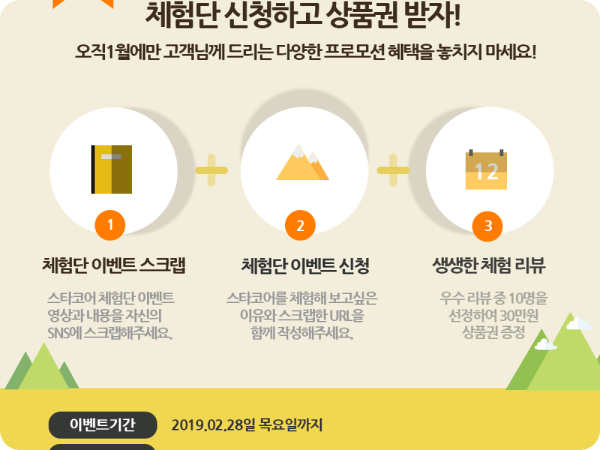 체험단 신청하고 상품권 받자!
오직1월에만 고객님께 드리는 다양한 프로모션 혜택을 놓치지 마세요!
12
1
2
3
체험단 이벤트 스크랩
체험단 이벤트 신청
생생한 체험 리뷰
스타코어 체험단 이벤트
영상과 내용을 자신의
SNS에 스크랩해주세요.
스타코어를 체험해 보고싶은
이유와 스크랩한 URL을
함께 작성해주세요.
우수 리뷰 중 10명을
선정하여 30만원
상품권 증정
이벤트기간
2019.02.28일 목요일까지